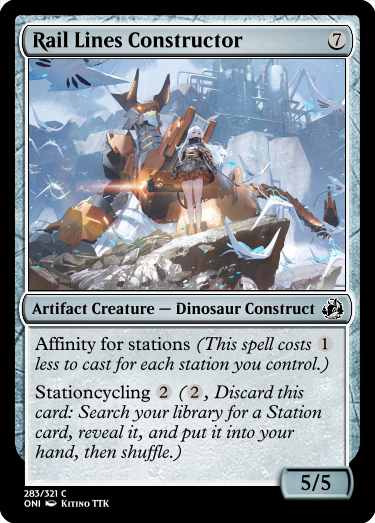 Rail Lines Constructor 7
Artifact Creature — Dinosaur Construct
Affinity for stations (This spell costs 1
less to cast for each station you control.)
Stationcycling 2 (2, Discard this
card: Search your library for a Station
card, reveal it, and put it into your
hand, then shuffle.)
5/5
283/321 C
ONI Kitino TTK